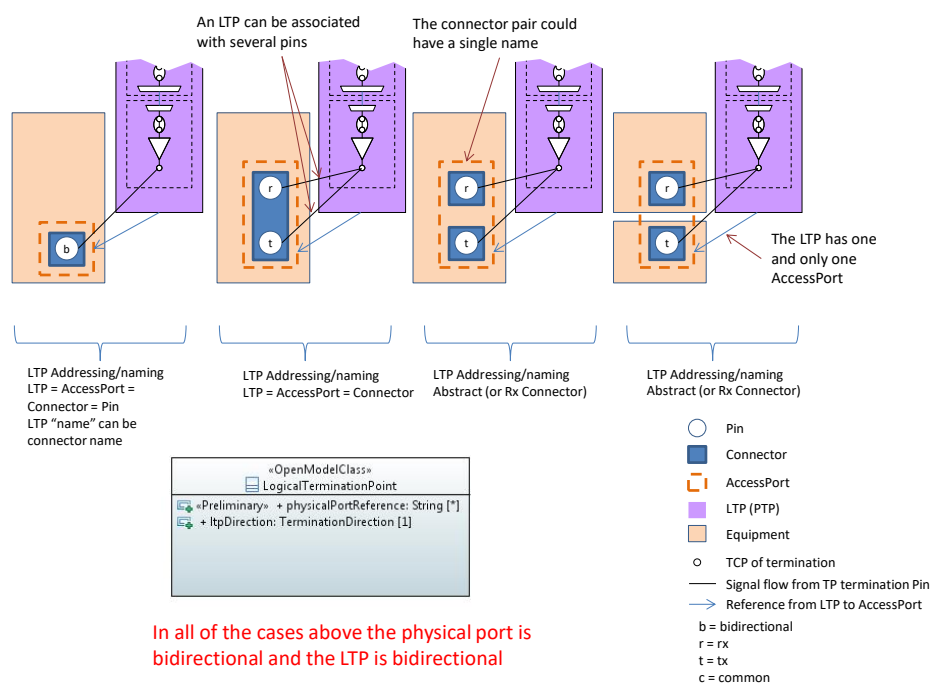 An LTP can be associated
with several pins
The connector pair could
have a single name
b
r
t
r
t
r
t
The LTP has one
and only one
AccessPort
LTP Addressing/naming
LTP = AccessPort =
Connector = Pin
LTP “name” can be
connector name
LTP Addressing/naming
LTP = AccessPort = Connector
LTP Addressing/naming
Abstract (or Rx Connector)
LTP Addressing/naming
Abstract (or Rx Connector)
Pin
Connector
AccessPort
LTP (PTP)
Equipment
TCP of termination
Signal flow from TP termination Pin
Reference from LTP to AccessPort
b = bidirectional
r = rx
t = tx
c = common
«OpenModelClass»
LogicalTerminationPoint
«Preliminary» + physicalPortReference: String [*]
+ ltpDirection: TerminationDirection [1]
In all of the cases above the physical port is
bidirectional and the LTP is bidirectional